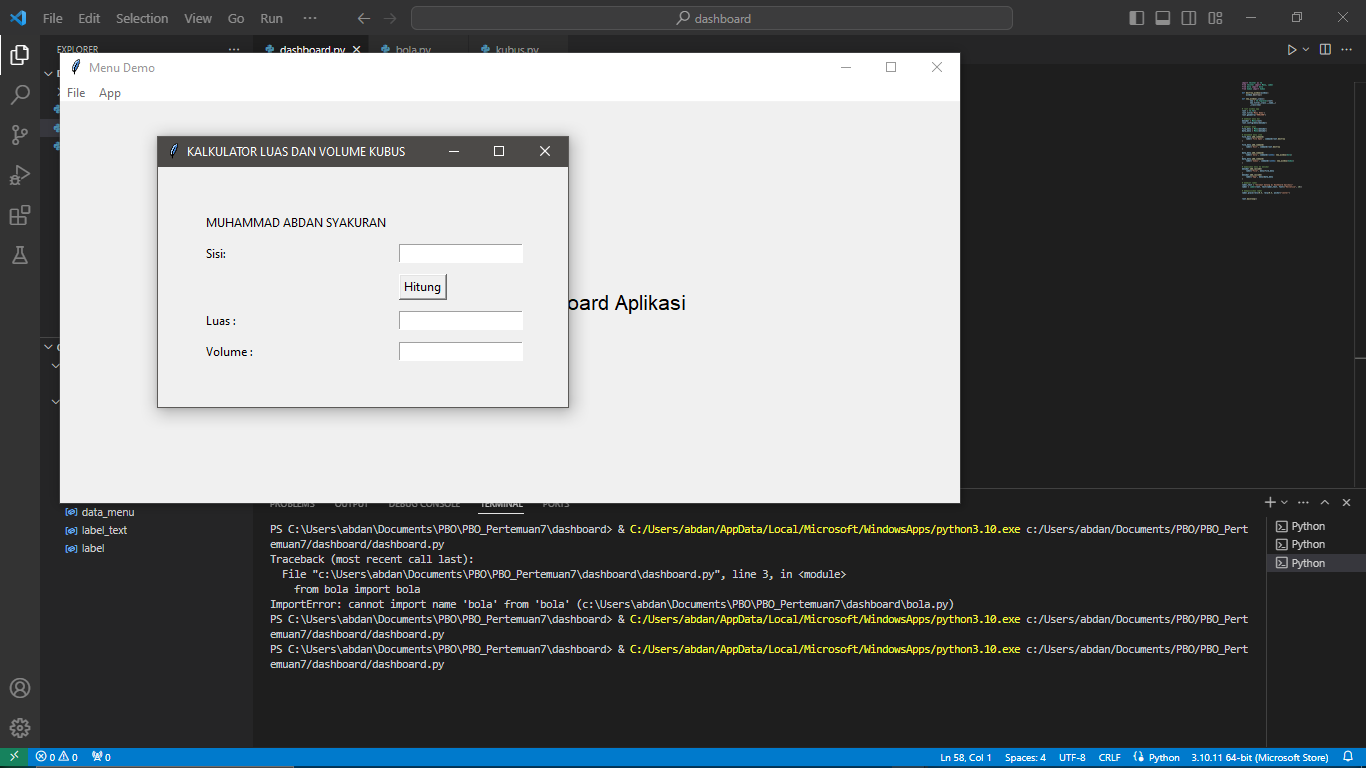 File Edit Selection View Go Run ··· dashboard
EXPLORER ···
dashboard.py bola.py kubus.py
Menu Demo
File App
KALKULATOR LUAS DAN VOLUME KUBUS
MUHAMMAD ABDAN SYAKURAN
Sisi:
Hitung
Luas :
Volume :
oard Aplikasi
data_menu
label_text
label
PROBLEMS OUTPUT DEBUG CONSOLE TERMINAL PORTS
PS C:\Users\abdan\Documents\PBO\PBO_Pertemuan7\dashboard> & C:/Users/abdan/AppData/Local/Microsoft/WindowsApps/python3.10.exe c:/Users/abdan/Documents/PBO/PBO_Pert
emuan7/dashboard/dashboard.py
Traceback (most recent call last):
File "c:\Users\abdan\Documents\PBO\PBO_Pertemuan7\dashboard\dashboard.py", line 3, in <module>
from bola import bola
ImportError: cannot import name 'bola' from 'bola' (c:\Users\abdan\Documents\PBO\PBO_Pertemuan7\dashboard\bola.py)
PS C:\Users\abdan\Documents\PBO\PBO_Pertemuan7\dashboard> & C:/Users/abdan/AppData/Local/Microsoft/WindowsApps/python3.10.exe c:/Users/abdan/Documents/PBO/PBO_Pert
emuan7/dashboard/dashboard.py
PS C:\Users\abdan\Documents\PBO\PBO_Pertemuan7\dashboard> & C:/Users/abdan/AppData/Local/Microsoft/WindowsApps/python3.10.exe c:/Users/abdan/Documents/PBO/PBO_Pert
emuan7/dashboard/dashboard.py
Python
Python
Python
0 0 0 Ln 58, Col 1 Spaces: 4 UTF-8 CRLF Python 3.10.11 64-bit (Microsoft Store)